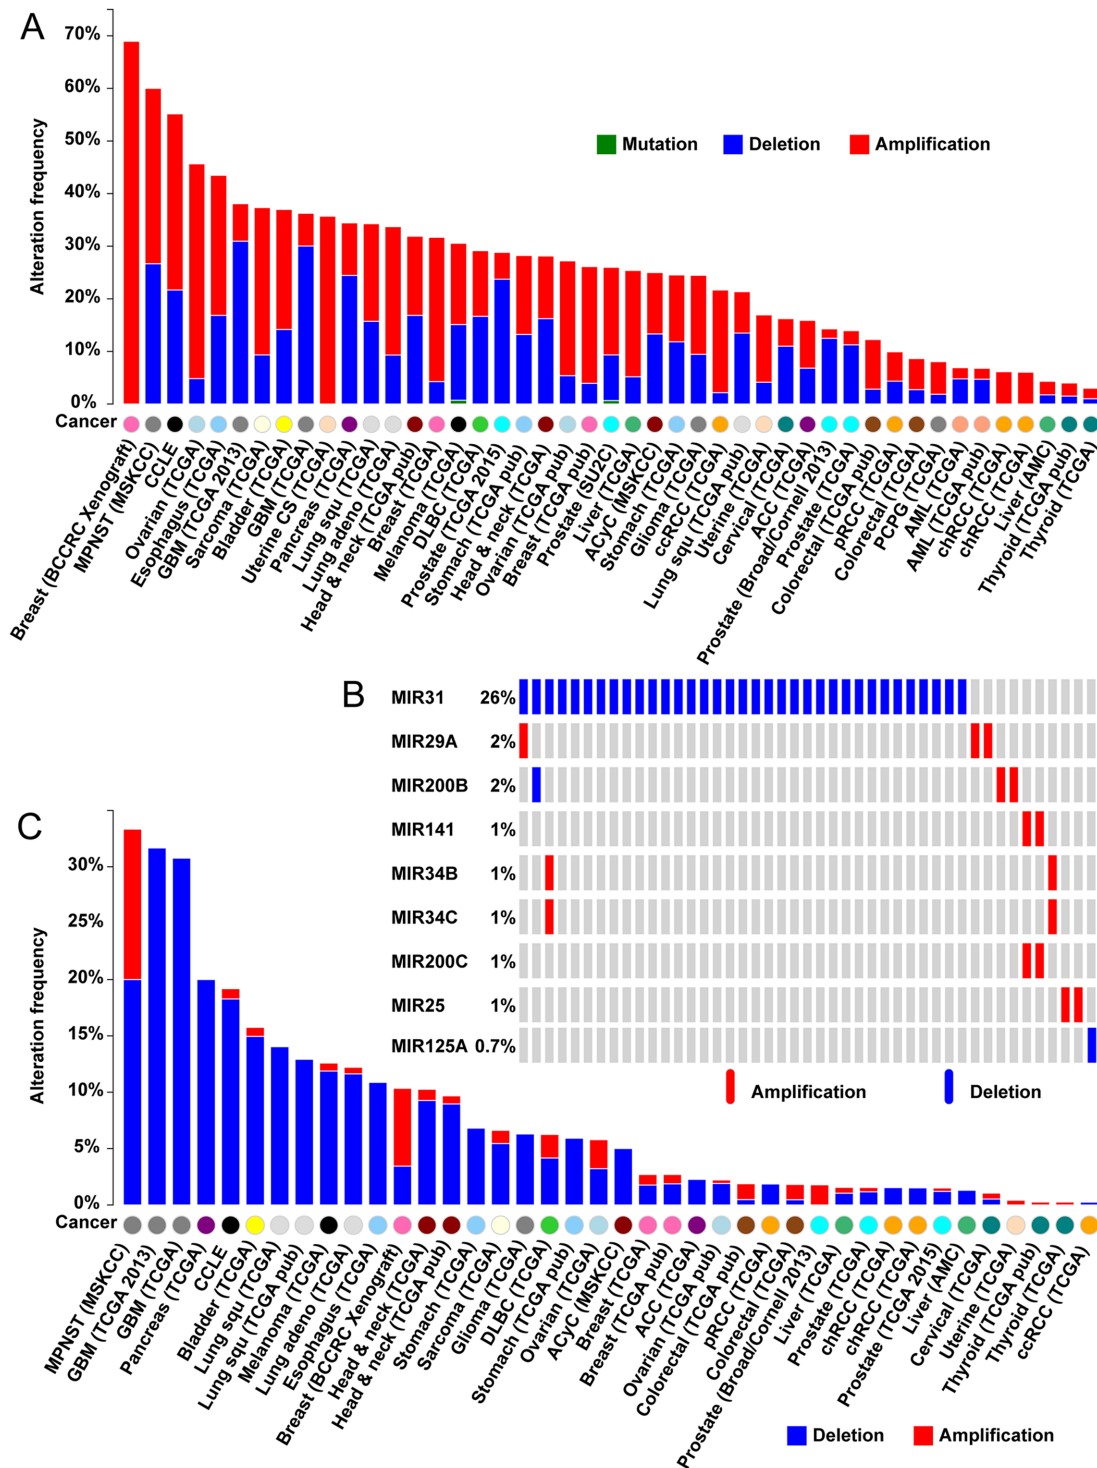 A
70%
60%
50%
40%
30%
20%
10%
0%
Alteration frequency
Mutation
Deletion
Amplification
Cancer
Breast (BCCRC Xenograft)
MPNST (MSKCC)
CCLE
Ovarian (TCGA)
Esophagus (TCGA)
GBM (TCGA 2013)
Sarcoma (TCGA)
Bladder (TCGA)
GBM (TCGA)
Uterine CS (TCGA)
Pancreas (TCGA)
Lung squ (TCGA)
Lung adeno (TCGA)
Head & neck (TCGA pub)
Breast (TCGA)
Melanoma (TCGA)
DLBC (TCGA)
Prostate (TCGA 2015)
Stomach (TCGA pub)
Head & neck (TCGA)
Ovarian (TCGA pub)
Breast (TCGA pub)
Prostate (SU2C)
Liver (TCGA)
ACyC (MSKCC)
Stomach (TCGA)
Glioma (TCGA)
ccRCC (TCGA)
Lung squ (TCGA pub)
Uterine (TCGA)
Cervical (TCGA)
ACC (TCGA)
Prostate (Broad/Cornell 2013)
Prostate (TCGA)
Colorectal (TCGA pub)
pRCC (TCGA)
Colorectal (TCGA)
PCPG (TCGA)
AML (TCGA)
AML (TCGA pub)
chRCC (TCGA)
chRCC (TCGA)
Liver (AMC)
Thyroid (TCGA pub)
Thyroid (TCGA)
B
MIR31 26%
MIR29A 2%
MIR200B 2%
MIR141 1%
MIR34B 1%
MIR34C 1%
MIR200C 1%
MIR25 1%
MIR125A 0.7%
Amplification
Deletion
C
30%
25%
20%
15%
10%
5%
0%
Alteration frequency
Cancer
MPNST (MSKCC)
GBM (TCGA 2013)
GBM (TCGA)
Pancreas (TCGA)
CCLE
Bladder (TCGA)
Lung squ (TCGA)
Lung squ (TCGA pub)
Melanoma (TCGA)
Lung adeno (TCGA)
Esophagus (TCGA)
Breast (BCCRC Xenograft)
Head & neck (TCGA)
Head & neck (TCGA pub)
Stomach (TCGA)
Sarcoma (TCGA)
Glioma (TCGA)
DLBC (TCGA)
Stomach (TCGA pub)
Ovarian (TCGA)
ACyC (MSKCC)
Breast (TCGA)
Breast (TCGA pub)
ACC (TCGA)
Ovarian (TCGA pub)
Colorectal (TCGA pub)
pRCC (TCGA)
Colorectal (TCGA)
Prostate (Broad/Cornell 2013)
Liver (TCGA)
Prostate (TCGA)
chRCC (TCGA)
chRCC (TCGA)
Prostate (TCGA 2015)
Liver (AMC)
Cervical (TCGA)
Uterine (TCGA)
Thyroid (TCGA pub)
Thyroid (TCGA)
ccRCC (TCGA)
Deletion
Amplification